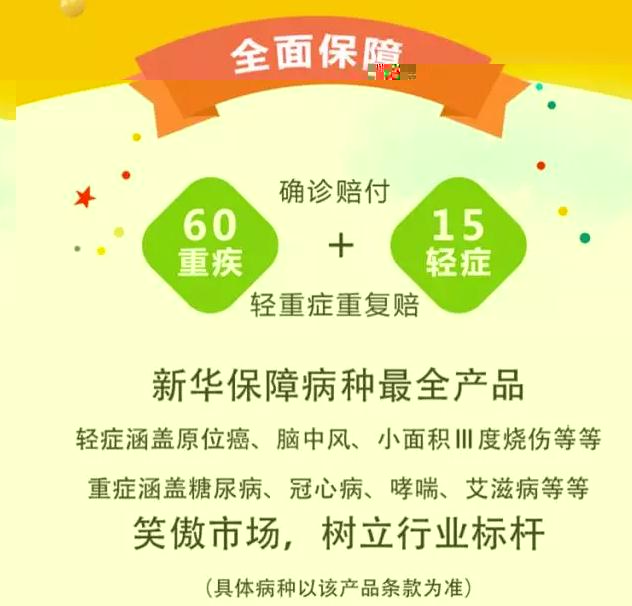 全面保障
确诊赔付
60
重疾
+
15
轻症
轻重症重复赔
新华保障病种最全产品
轻症涵盖原位癌、脑中风、小面积Ⅲ度烧伤等等
重症涵盖糖尿病、冠心病、哮喘、艾滋病等等
笑傲市场，树立行业标杆
（具体病种以该产品条款为准）